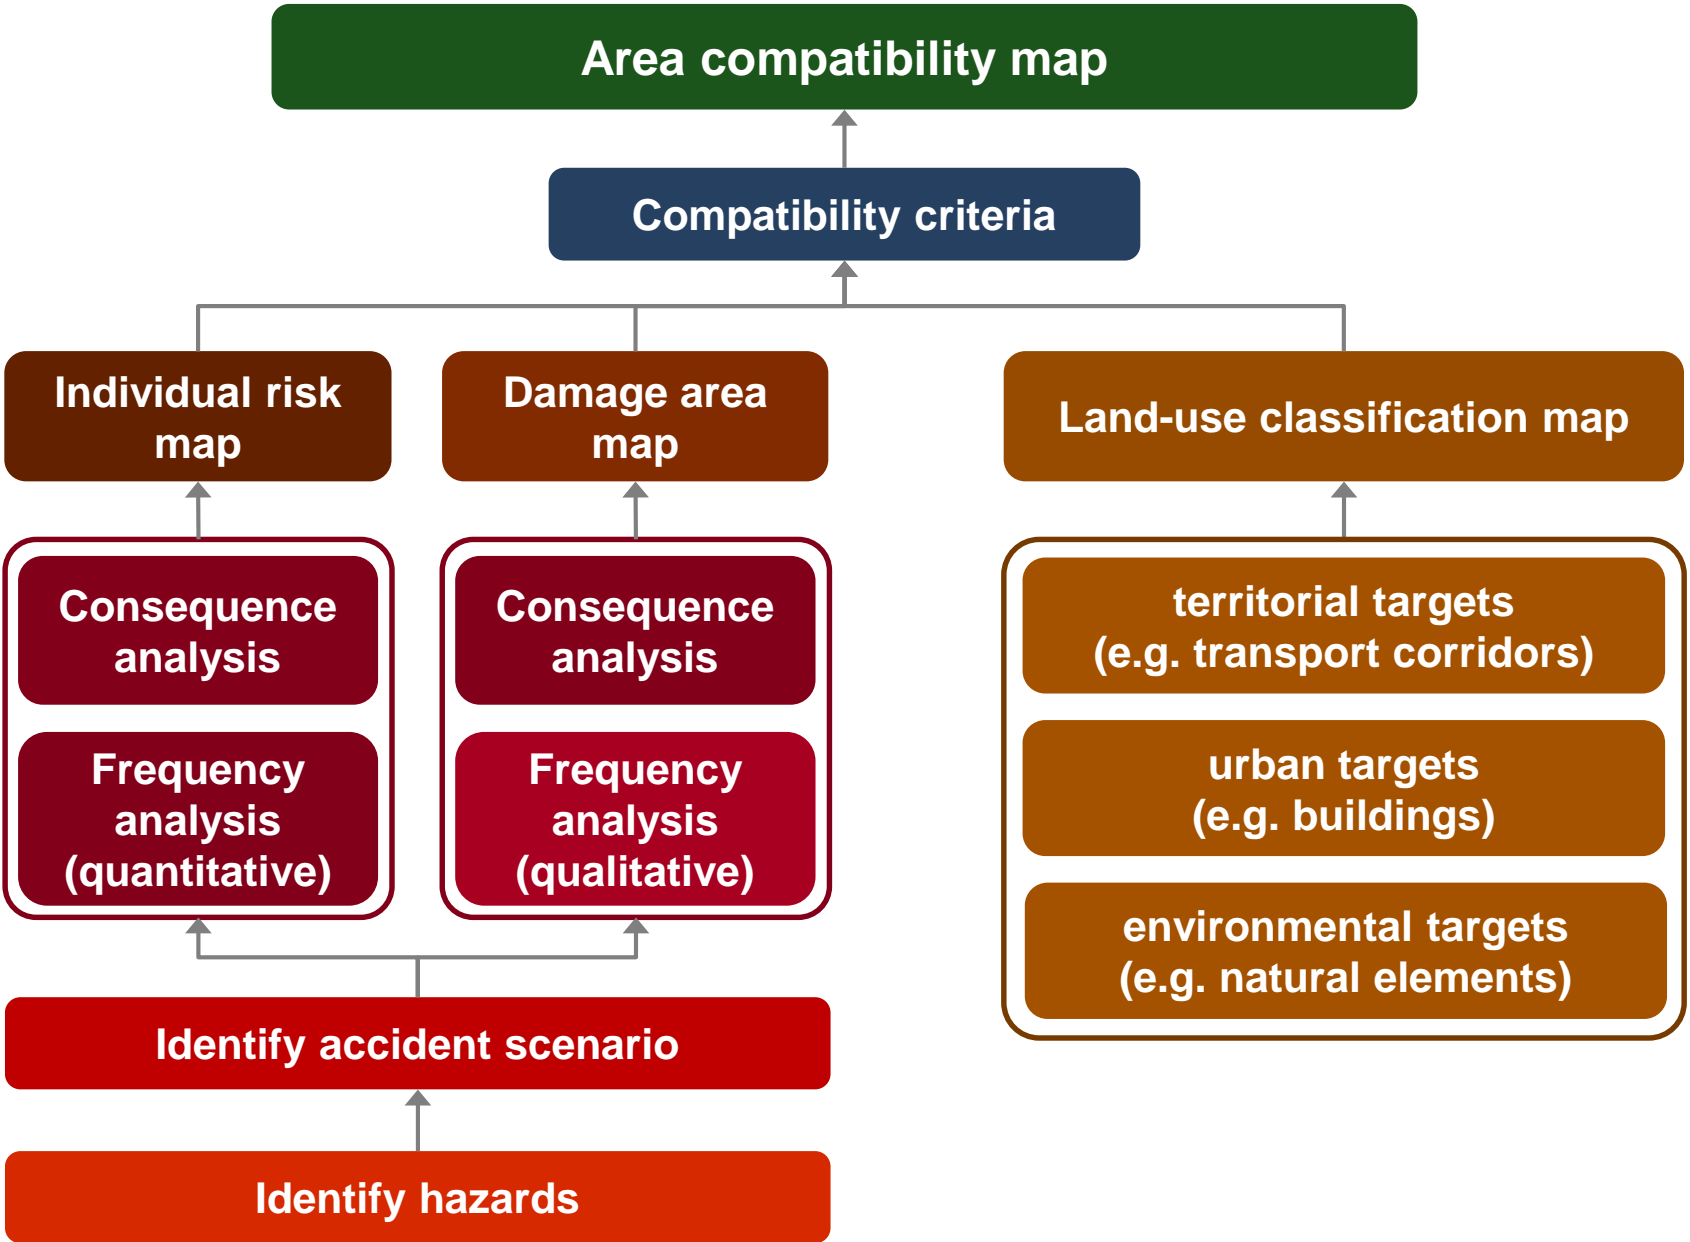 Area compatibility map
Compatibility criteria
Individual risk
map
Damage area
map
Land-use classification map
Consequence
analysis
Frequency
analysis
(quantitative)
Consequence
analysis
Frequency
analysis
(qualitative)
territorial targets
(e.g. transport corridors)
urban targets
(e.g. buildings)
environmental targets
(e.g. natural elements)
Identify accident scenario
Identify hazards